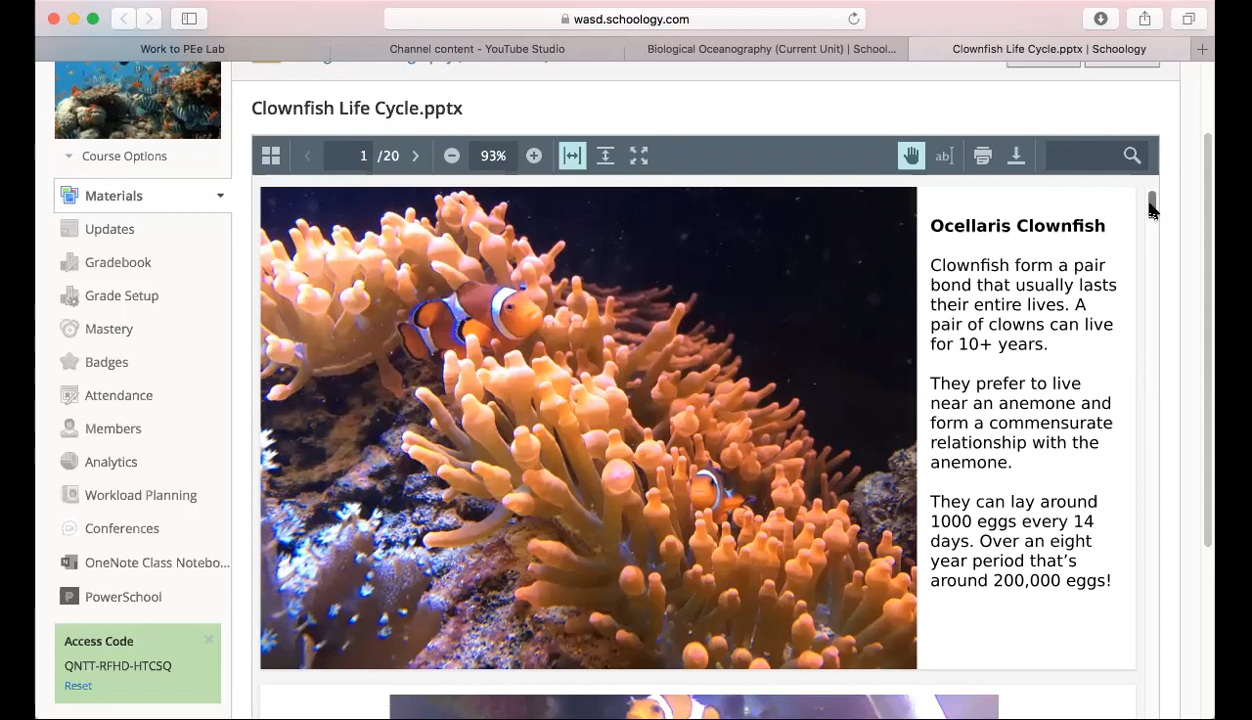 wasd.schoology.com
Work to PEe Lab
Channel content - YouTube Studio
Biological Oceanography (Current Unit) | School...
Clownfish Life Cycle.pptx | Schoology
Clownfish Life Cycle.pptx
1 /20
93%
ab
Course Options
Materials
Updates
Gradebook
Grade Setup
Mastery
Badges
Attendance
Members
Analytics
Workload Planning
Conferences
OneNote Class Notebo...
PowerSchool
Access Code
QNTT-RFHD-HTCSQ
Reset
Ocellaris Clownfish
Clownfish form a pair
bond that usually lasts
their entire lives. A
pair of clowns can live
for 10+ years.
They prefer to live
near an anemone and
form a commensurate
relationship with the
anemone.
They can lay around
1000 eggs every 14
days. Over an eight
year period that's
around 200,000 eggs!